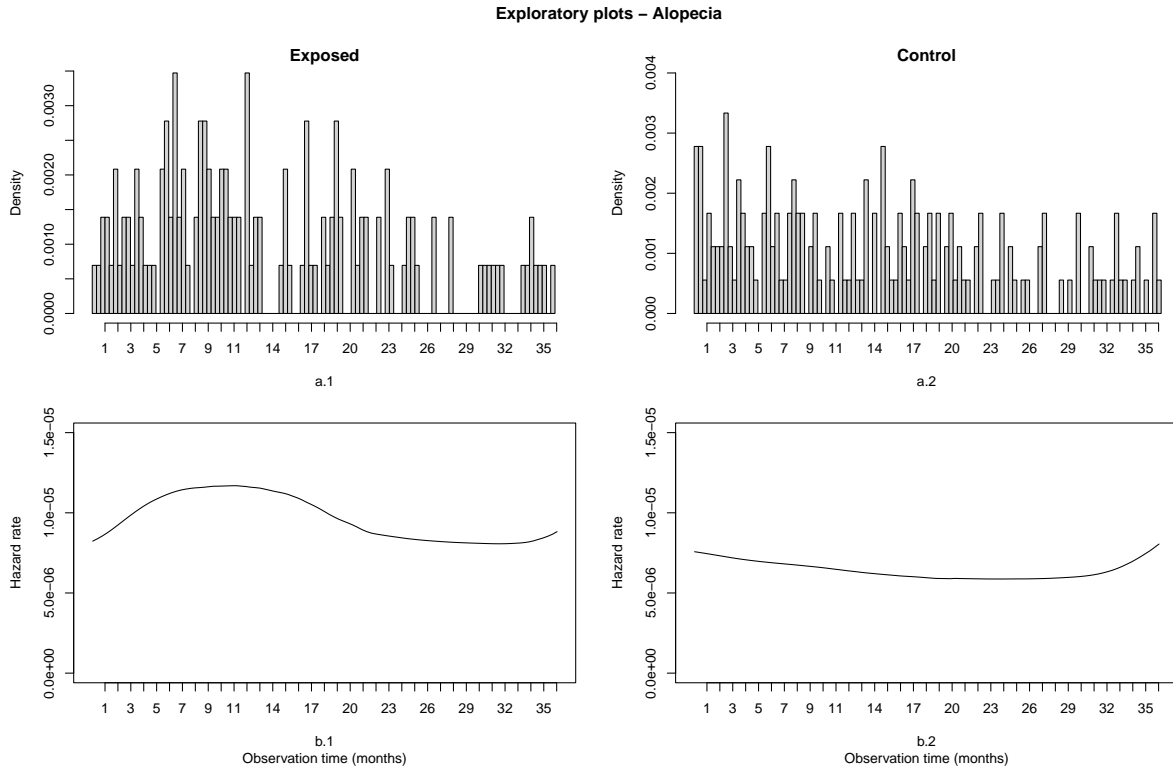 Exploratory plots – Alopecia
Exposed
Density
0.0000 0.0010 0.0020 0.0030
1 3 5 7 9 11 14 17 20 23 26 29 32 35
a.1
Control
Density
0.000 0.001 0.002 0.003 0.004
1 3 5 7 9 11 14 17 20 23 26 29 32 35
a.2
Hazard rate
0.0e+00 5.0e−06 1.0e−05 1.5e−05
1 3 5 7 9 11 14 17 20 23 26 29 32 35
b.1
Observation time (months)
Hazard rate
0.0e+00 5.0e−06 1.0e−05 1.5e−05
1 3 5 7 9 11 14 17 20 23 26 29 32 35
b.2
Observation time (months)